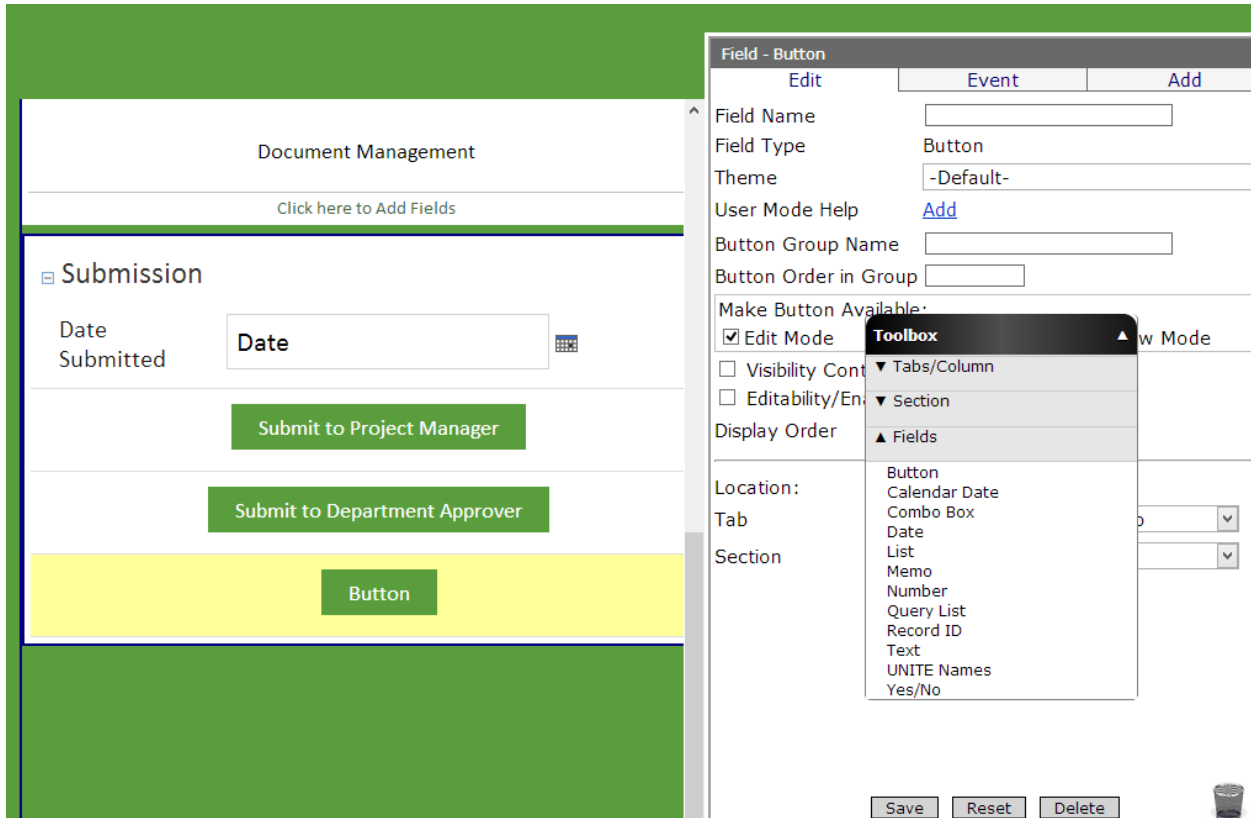 Document Management
Click here to Add Fields
Submission
Date
Submitted
Date
Submit to Project Manager
Submit to Department Approver
Button
Field - Button
Edit Event Add
Field Name
Field Type Button
Theme -Default-
User Mode Help Add
Button Group Name
Button Order in Group
Make Button Available:
Edit Mode w Mode
Visibility Cont
Editability/En
Display Order
Location:
Tab
Section
Toolbox
Tabs/Column
Section
Fields
Button
Calendar Date
Combo Box
Date
List
Memo
Number
Query List
Record ID
Text
UNITE Names
Yes/No
Save Reset Delete